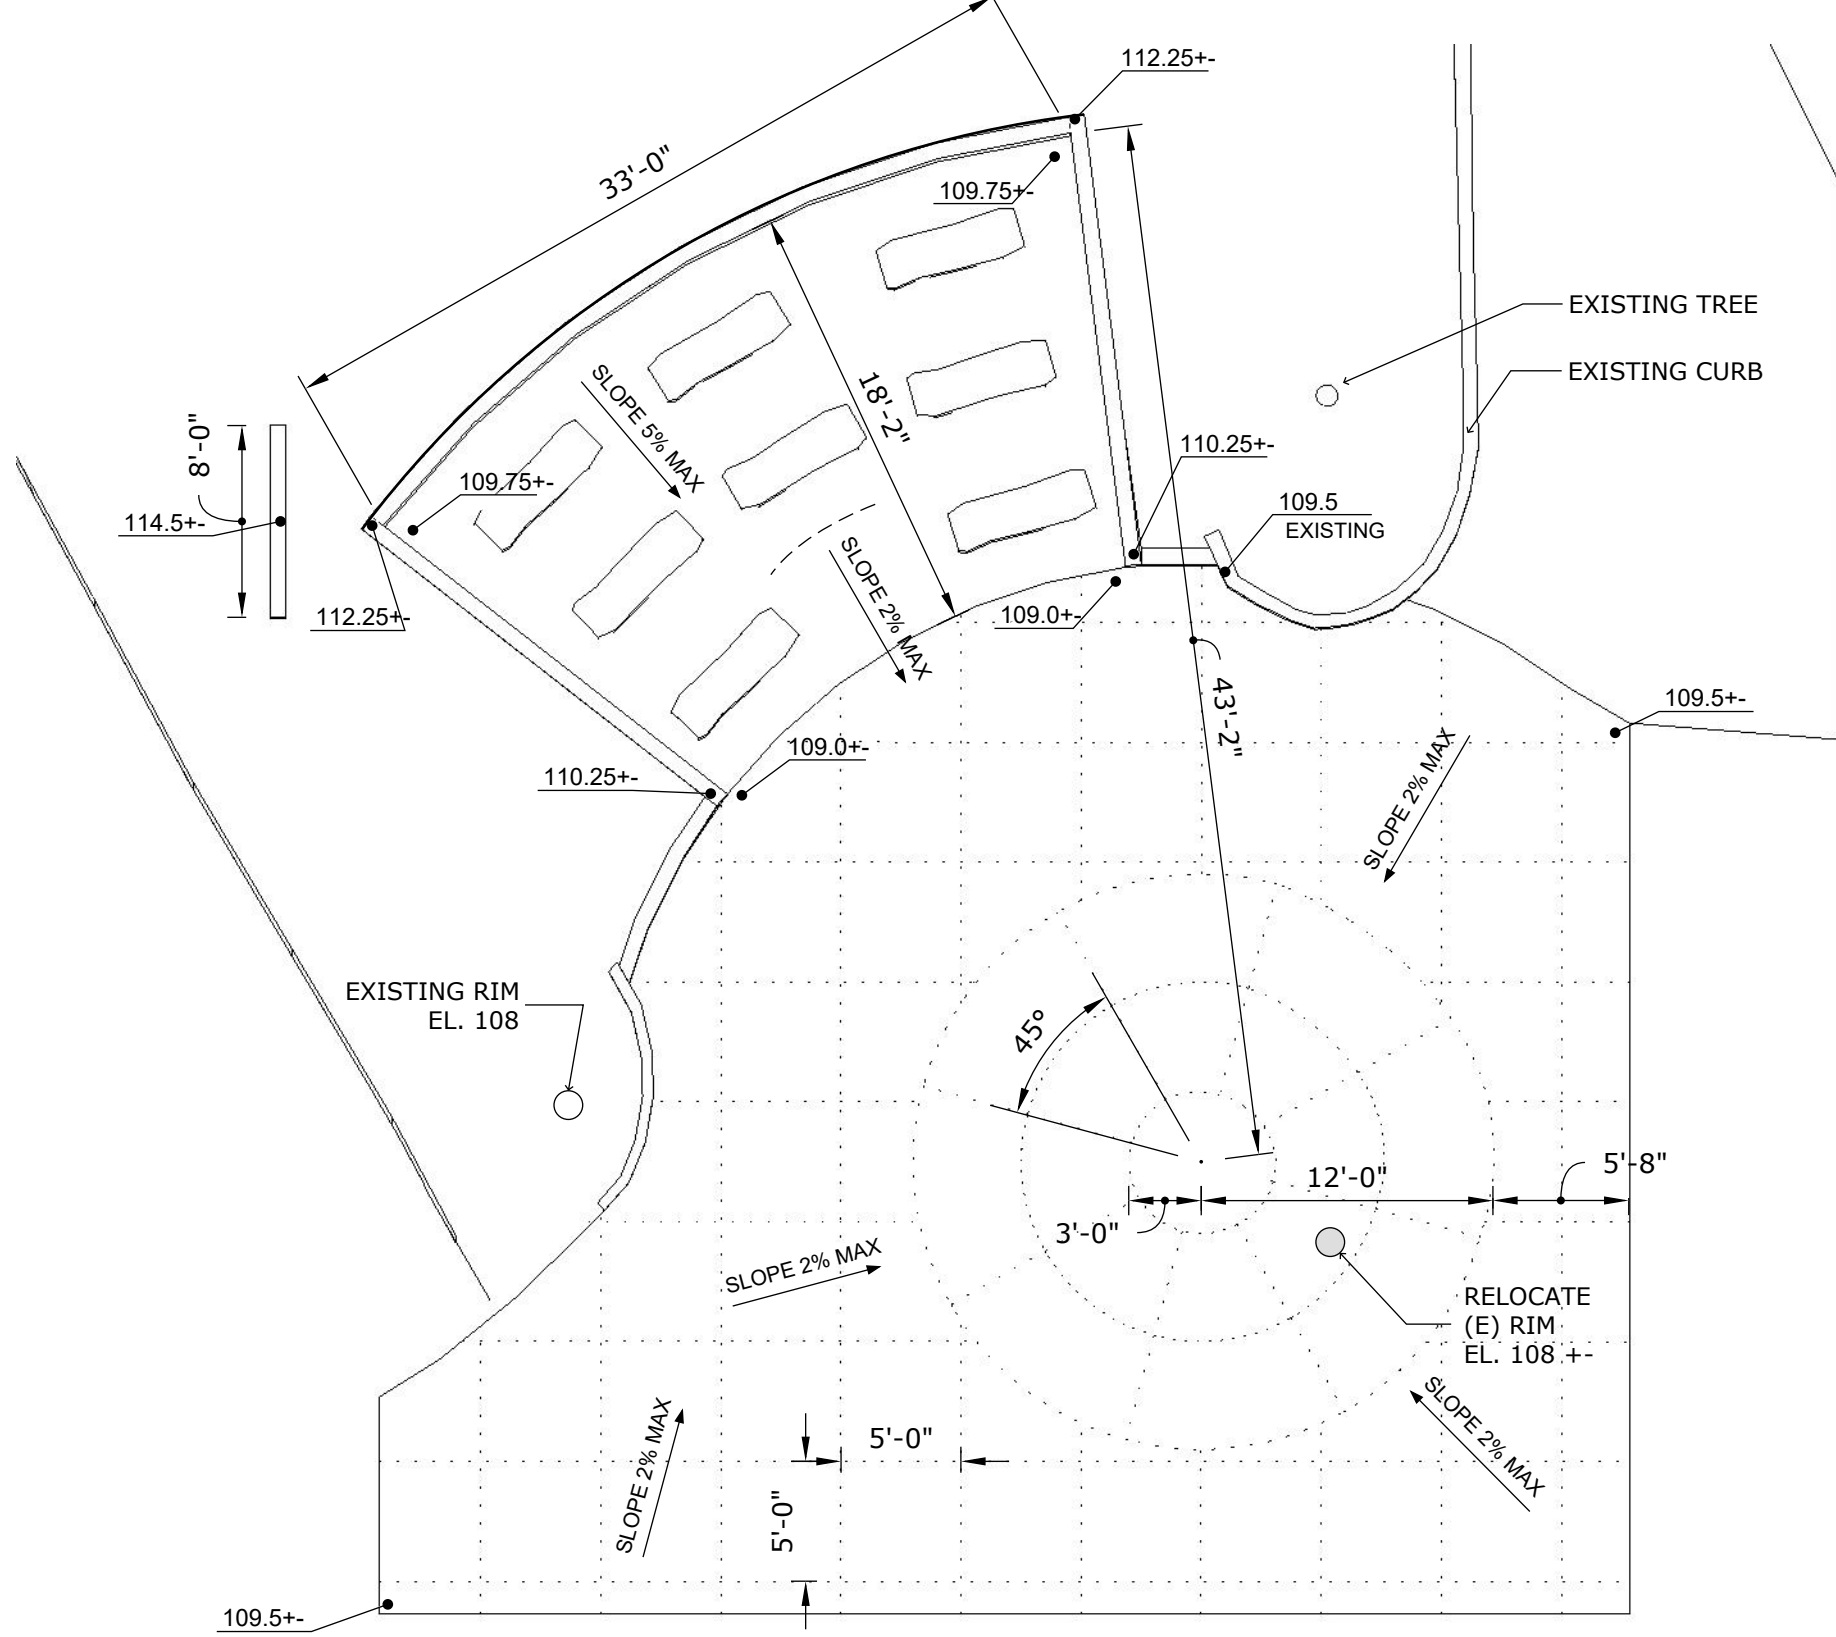 112.25+-
33'-0"
109.75+-
EXISTING TREE
EXISTING CURB
SLOPE 5% MAX
18'-2"
8'-0"
110.25+-
109.75+-
109.5
EXISTING
114.5+-
SLOPE 2% MAX
112.25+-
109.0+-
43'-2"
109.5+-
109.0+-
110.25+-
SLOPE 2% MAX
EXISTING RIM
EL. 108
45°
12'-0"
5'-8"
3'-0"
SLOPE 2% MAX
RELOCATE
(E) RIM
EL. 108 +-
SLOPE 2% MAX
SLOPE 2% MAX
5'-0"
5'-0"
109.5+-